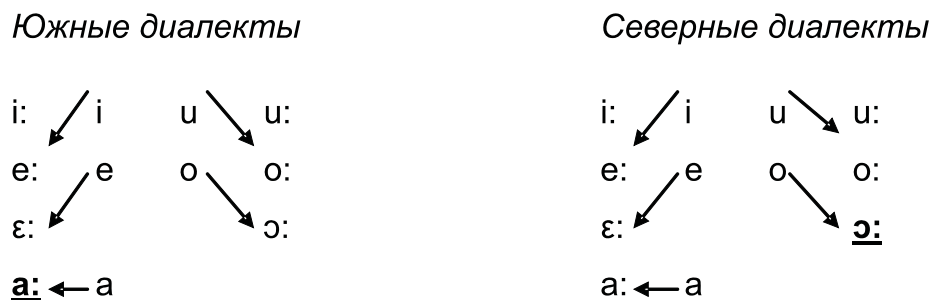 Южные диалекты Северные диалекты
i: i u u: i: i u u:
e: e o o: e: e o o:
ɛ: ɔ: ɛ: ɔ:
a: a a: a